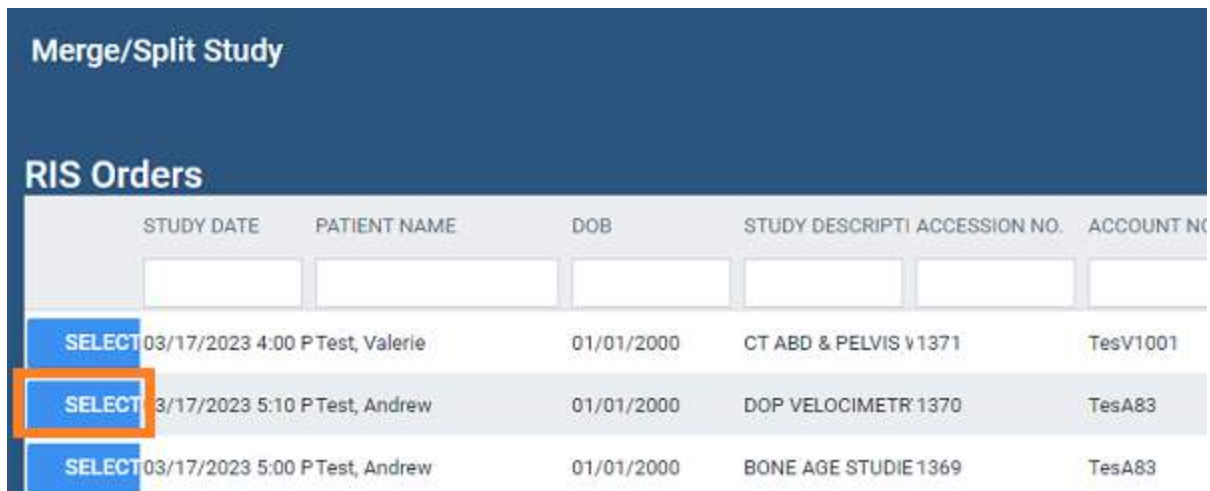 Merge/Split Study
RIS Orders
STUDY DATE PATIENT NAME DOB STUDY DESCRIPTI ACCESSION NO. ACCOUNT NO
SELECT 03/17/2023 4:00 P Test, Valerie 01/01/2000 CT ABD & PELVIS W 1371 TesV1001
SELECT 3/17/2023 5:10 P Test, Andrew 01/01/2000 DOP VELOCIMETR 1370 TesA83
SELECT 03/17/2023 5:00 P Test, Andrew 01/01/2000 BONE AGE STUDIE 1369 TesA83